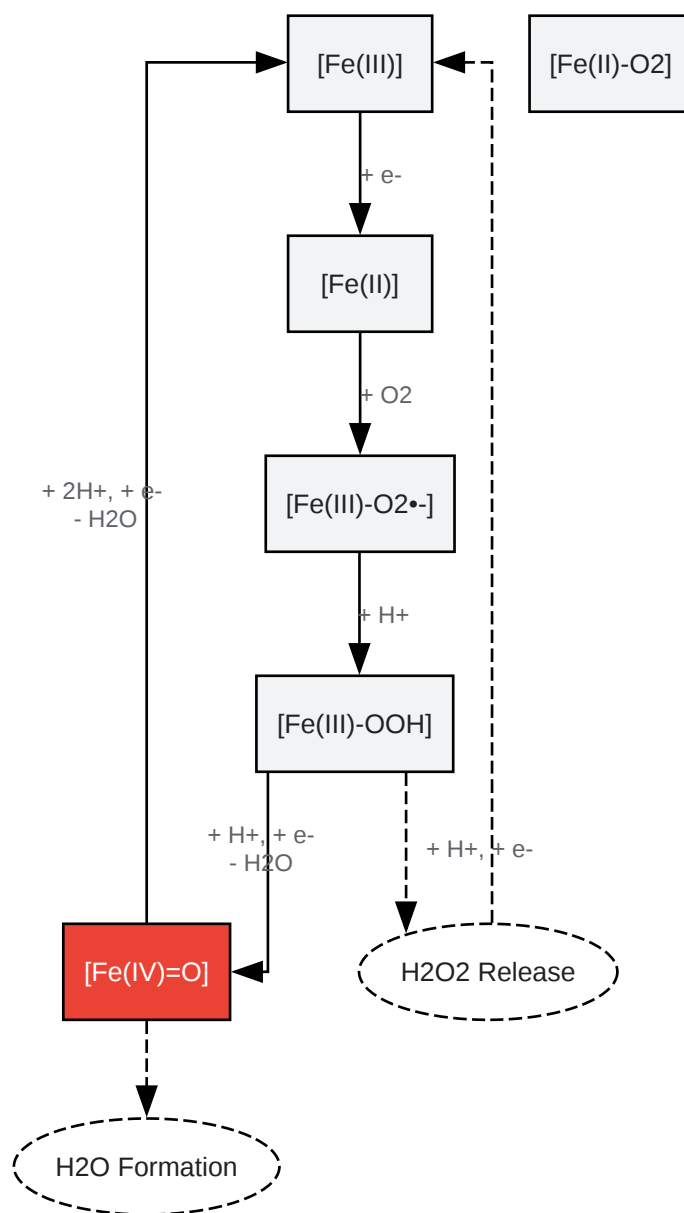 [Fe(III)]
[Fe(II)-O2]
+ e-
[Fe(II)]
+ O2
+ 2H+, + e-
- H2O
[Fe(III)-O2•-]
+ H+
[Fe(III)-OOH]
+ H+, + e-
- H2O
+ H+, + e-
[Fe(IV)=O]
H2O2 Release
H2O Formation